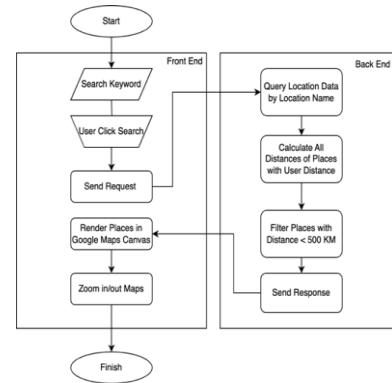 Start
Front End
Search Keyword
User Click Search
Send Request
Render Places in
Google Maps Canvas
Zoom in/out Maps
Finish
Back End
Query Location Data
by Location Name
Calculate All
Distances of Places
with User Distance
Filter Places with
Distance < 500 KM
Send Response